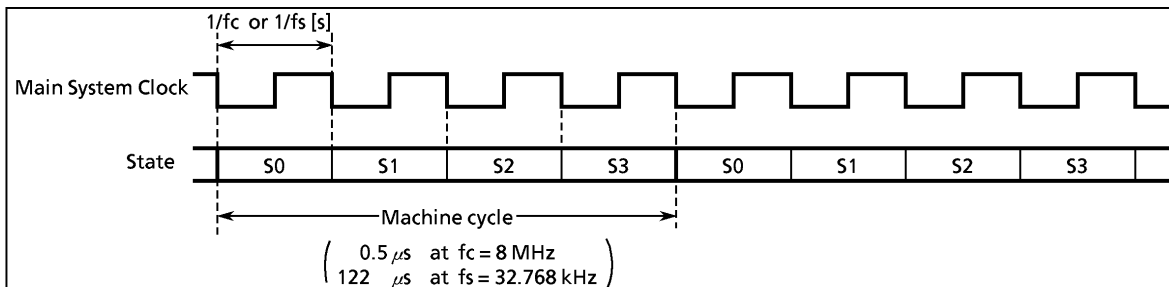 1/fc or 1/fs [s]
Main System Clock
State S0 S1 S2 S3 S0 S1 S2 S3
Machine cycle
0.5 μs at fc = 8 MHz
122 μs at fs = 32.768 kHz